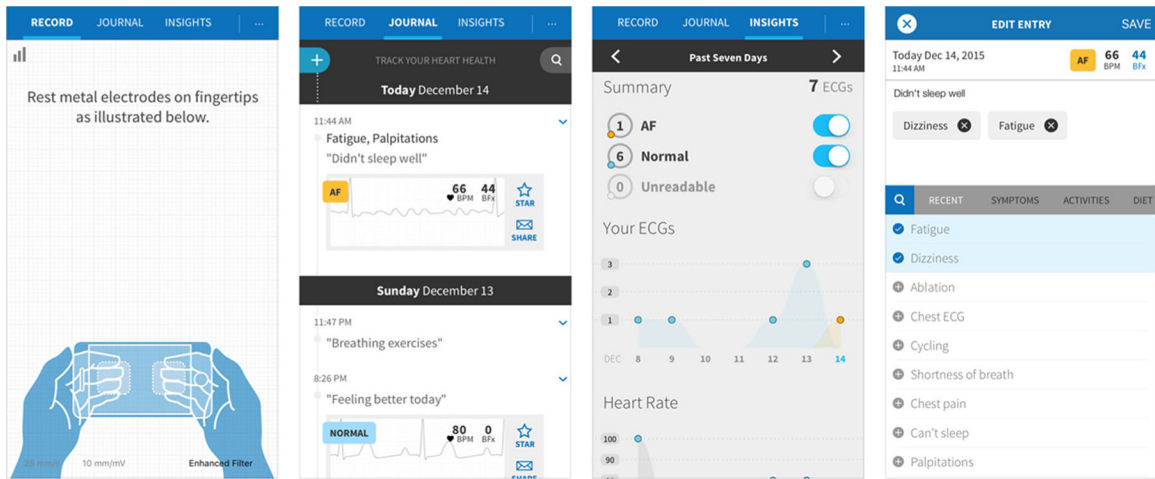 RECORD JOURNAL INSIGHTS ...
Rest metal electrodes on fingertips
as illustrated below.
25 mm/s 10 mm/mV Enhanced Filter
RECORD JOURNAL INSIGHTS ...
+ TRACK YOUR HEART HEALTH
Today December 14
11:44 AM
Fatigue, Palpitations
"Didn't sleep well"
AF 66 44
BPM BFx
STAR
SHARE
Sunday December 13
11:47 PM
"Breathing exercises"
8:26 PM
"Feeling better today"
NORMAL 80 0
BPM BFx
STAR
SHARE
RECORD JOURNAL INSIGHTS ...
Past Seven Days
Summary 7 ECGs
1 AF
6 Normal
0 Unreadable
Your ECGs
3
2
1
DEC 8 9 10 11 12 13 14
Heart Rate
100
90
EDIT ENTRY SAVE
Today Dec 14, 2015 AF 66 44
11:44 AM BPM BFx
Didn't sleep well
Dizziness Fatigue
RECENT SYMPTOMS ACTIVITIES DIET
Fatigue
Dizziness
Ablation
Chest ECG
Cycling
Shortness of breath
Chest pain
Can't sleep
Palpitations